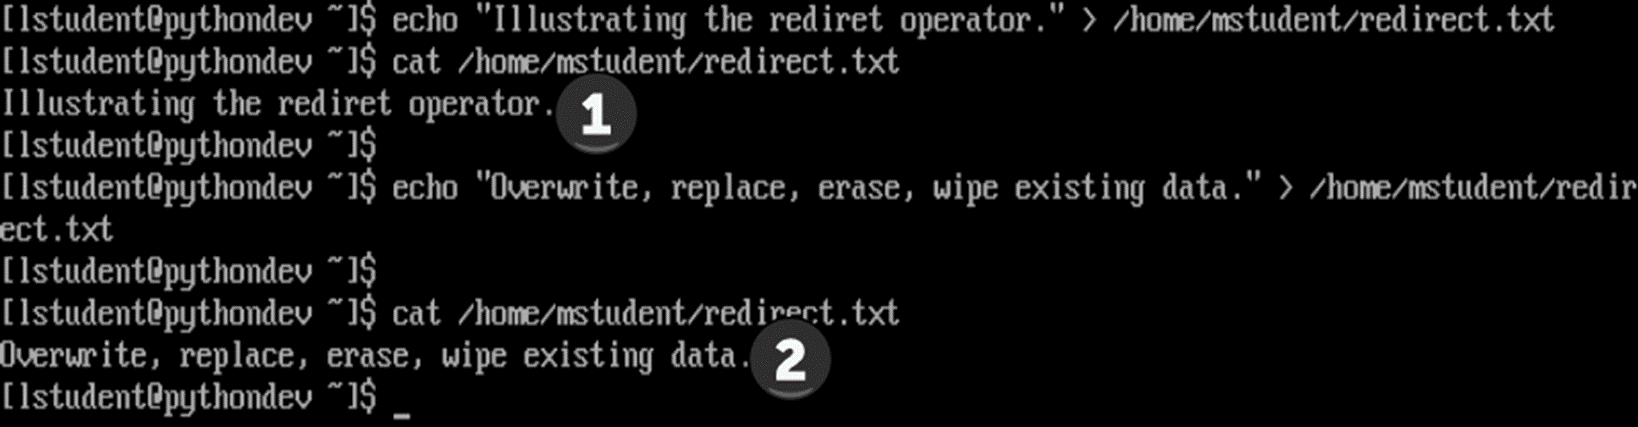 [lstudent@pythondev ~]$ echo "Illustrating the rediret operator." > /home/mstudent/redirect.txt
[lstudent@pythondev ~]$ cat /home/mstudent/redirect.txt
Illustrating the rediret operator.
1
[lstudent@pythondev ~]$
[lstudent@pythondev ~]$ echo "Overwrite, replace, erase, wipe existing data." > /home/mstudent/redir
ect.txt
[lstudent@pythondev ~]$
[lstudent@pythondev ~]$ cat /home/mstudent/redirect.txt
Overwrite, replace, erase, wipe existing data.
2
[lstudent@pythondev ~]$ _